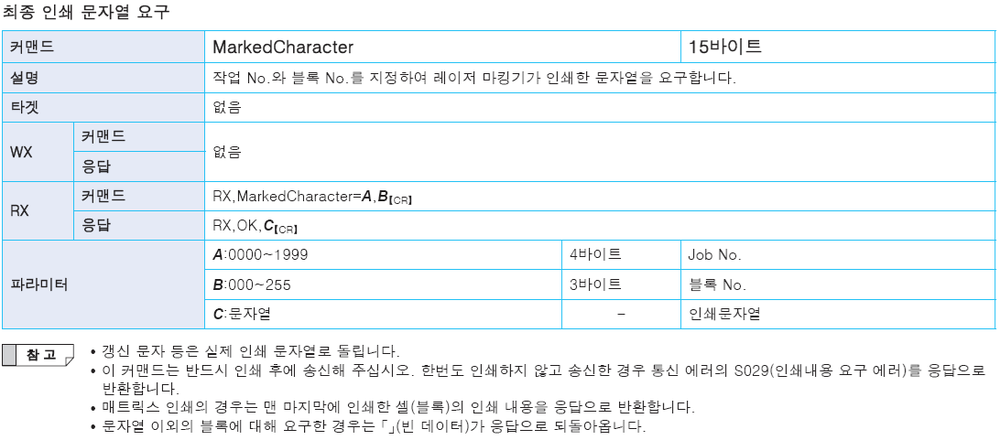 최종 인쇄 문자열 요구
커맨드 MarkedCharacter 15바이트
설명 작업 No.와 블록 No.를 지정하여 레이저 마킹기가 인쇄한 문자열을 요구합니다.
타겟 없음
WX 커맨드 없음
응답
RX 커맨드 RX,MarkedCharacter=A,B【CR】
응답 RX,OK,C【CR】
파라미터 A:0000~1999 4바이트 Job No.
B:000~255 3바이트 블록 No.
C:문자열 – 인쇄문자열
참 고 • 갱신 문자 등은 실제 인쇄 문자열로 돌립니다.
• 이 커맨드는 반드시 인쇄 후에 송신해 주십시오. 한번도 인쇄하지 않고 송신한 경우 통신 에러의 S029(인쇄내용 요구 에러)를 응답으로
반환합니다.
• 매트릭스 인쇄의 경우는 맨 마지막에 인쇄한 셀(블록)의 인쇄 내용을 응답으로 반환합니다.
• 문자열 이외의 블록에 대해 요구한 경우는 「」(빈 데이터)가 응답으로 되돌아옵니다.